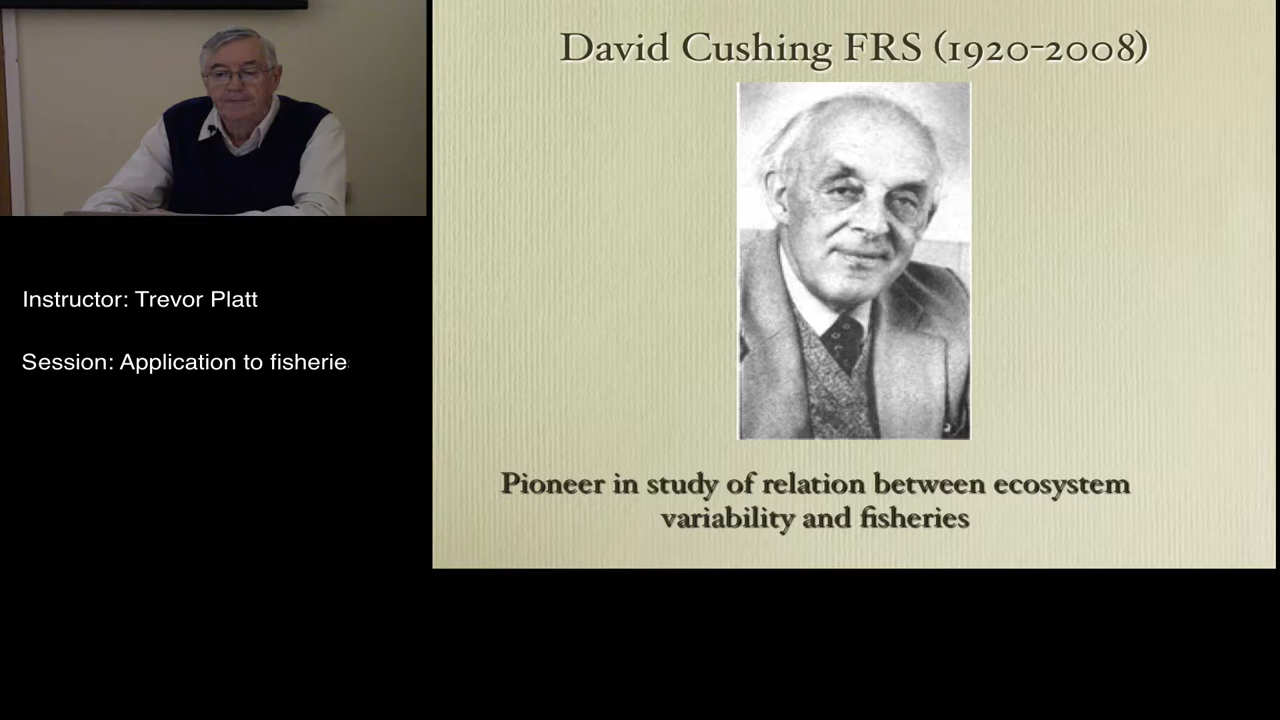 David Cushing FRS (1920-2008)
Instructor: Trevor Platt
Session: Application to fisherie
Pioneer in study of relation between ecosystem
variability and fisheries